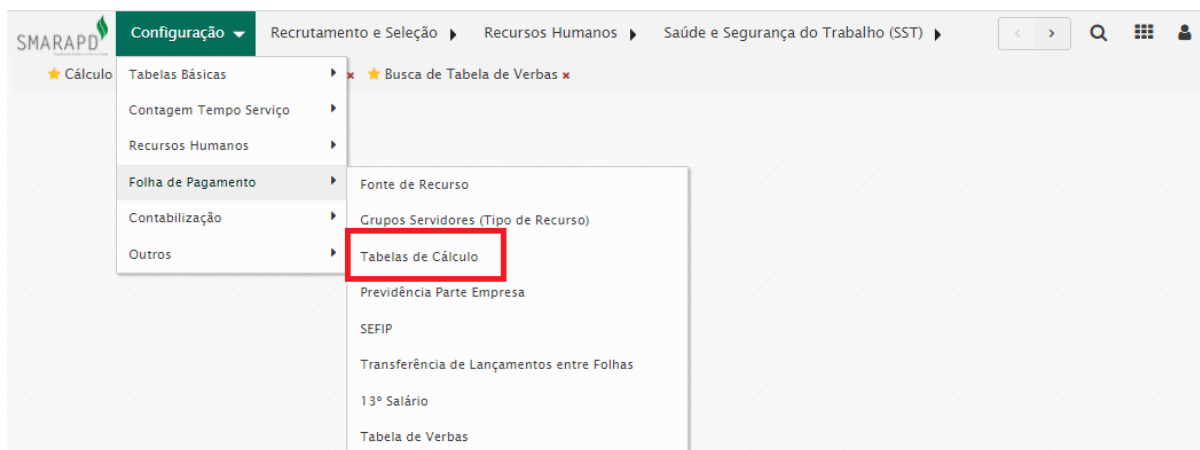 SMARAPD
Configuração
Recrutamento e Seleção
Recursos Humanos
Saúde e Segurança do Trabalho (SST)
Cálculo
Busca de Tabela de Verbas
Tabelas Básicas
Contagem Tempo Serviço
Recursos Humanos
Folha de Pagamento
Contabilização
Outros
Fonte de Recurso
Grupos Servidores (Tipo de Recurso)
Tabelas de Cálculo
Previdência Parte Empresa
SEFIP
Transferência de Lançamentos entre Folhas
13º Salário
Tabela de Verbas